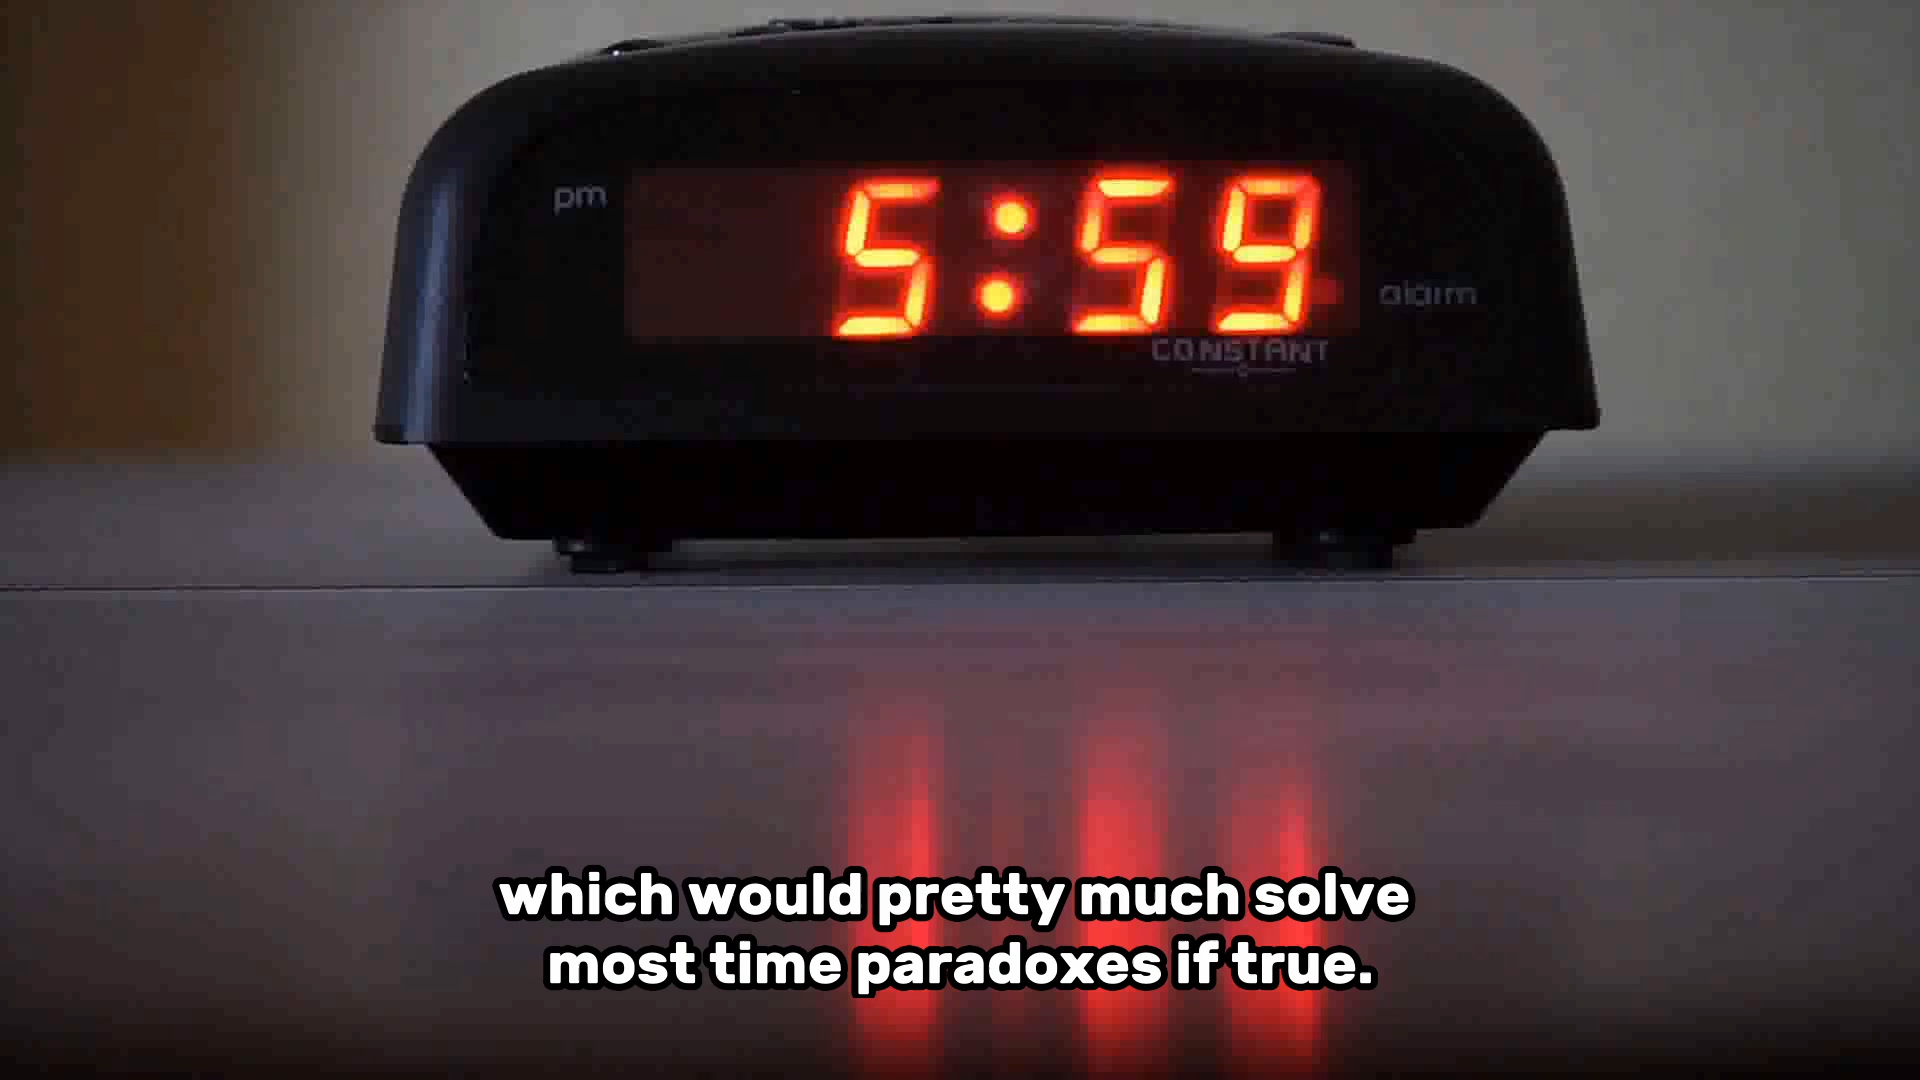 pm
5:59
alarm
CONSTANT
which would pretty much solve
most time paradoxes if true.